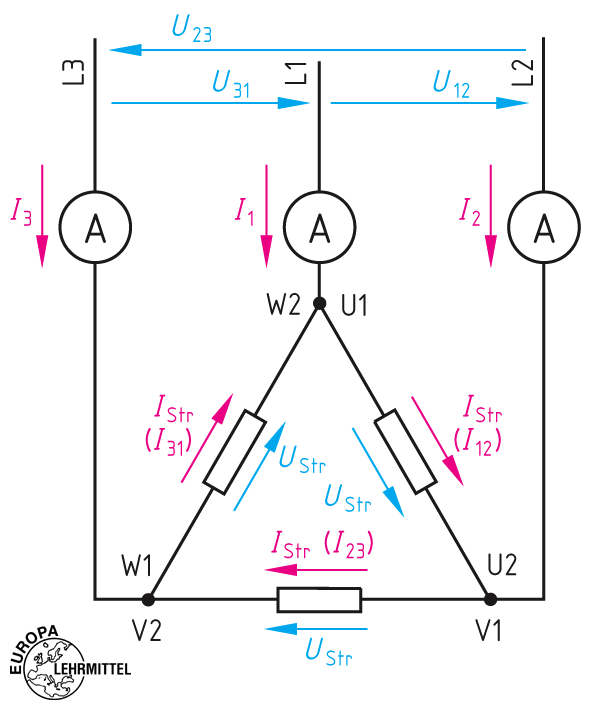 U23
L3
L1
L2
U31
U12
I3
A
I1
A
I2
A
W2
U1
IStr
(I31)
UStr
IStr
(I12)
UStr
IStr (I23)
W1
U2
V2
V1
UStr
EUROPA
LEHRMITTEL